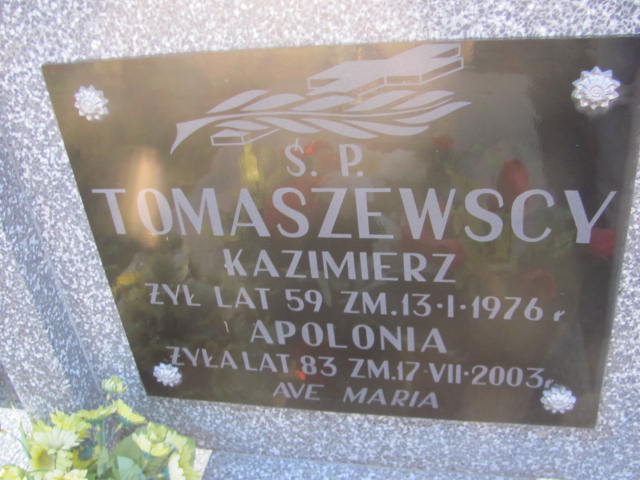 Ś. P.
TOMASZEWSCY
KAZIMIERZ
ŻYŁ LAT 59 ZM. 13·I·1976 r
APOLONIA
ŻYŁA LAT 83 ZM. 17·VII·2003 r
AVE MARIA